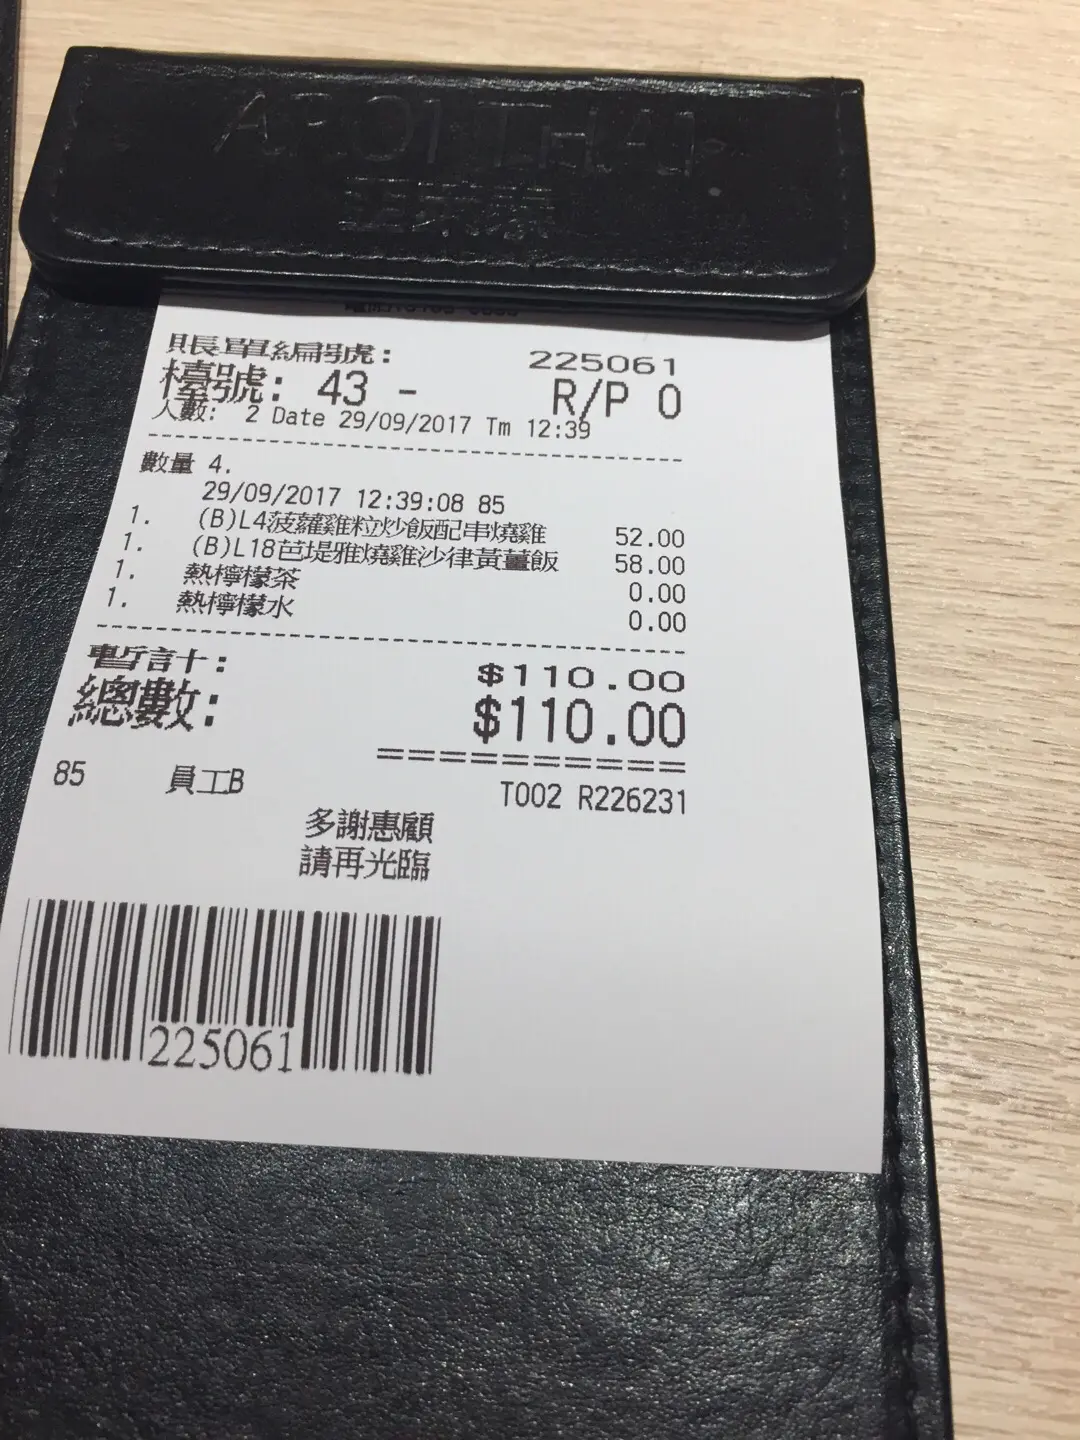 賬單編號: 225061
檯號: 43 - R/P 0
人數: 2 Date 29/09/2017 Tm 12:39
數量 4.
29/09/2017 12:39:08 85
1. (B)L4菠蘿雞粒炒飯配串燒雞 52.00
1. (B)L18芭堤雅燒雞沙律黃薑飯 58.00
1. 熱檸檬茶 0.00
1. 熱檸檬水 0.00
暫計: $110.00
總數: $110.00
85 員工B T002 R226231
多謝惠顧
請再光臨
225061